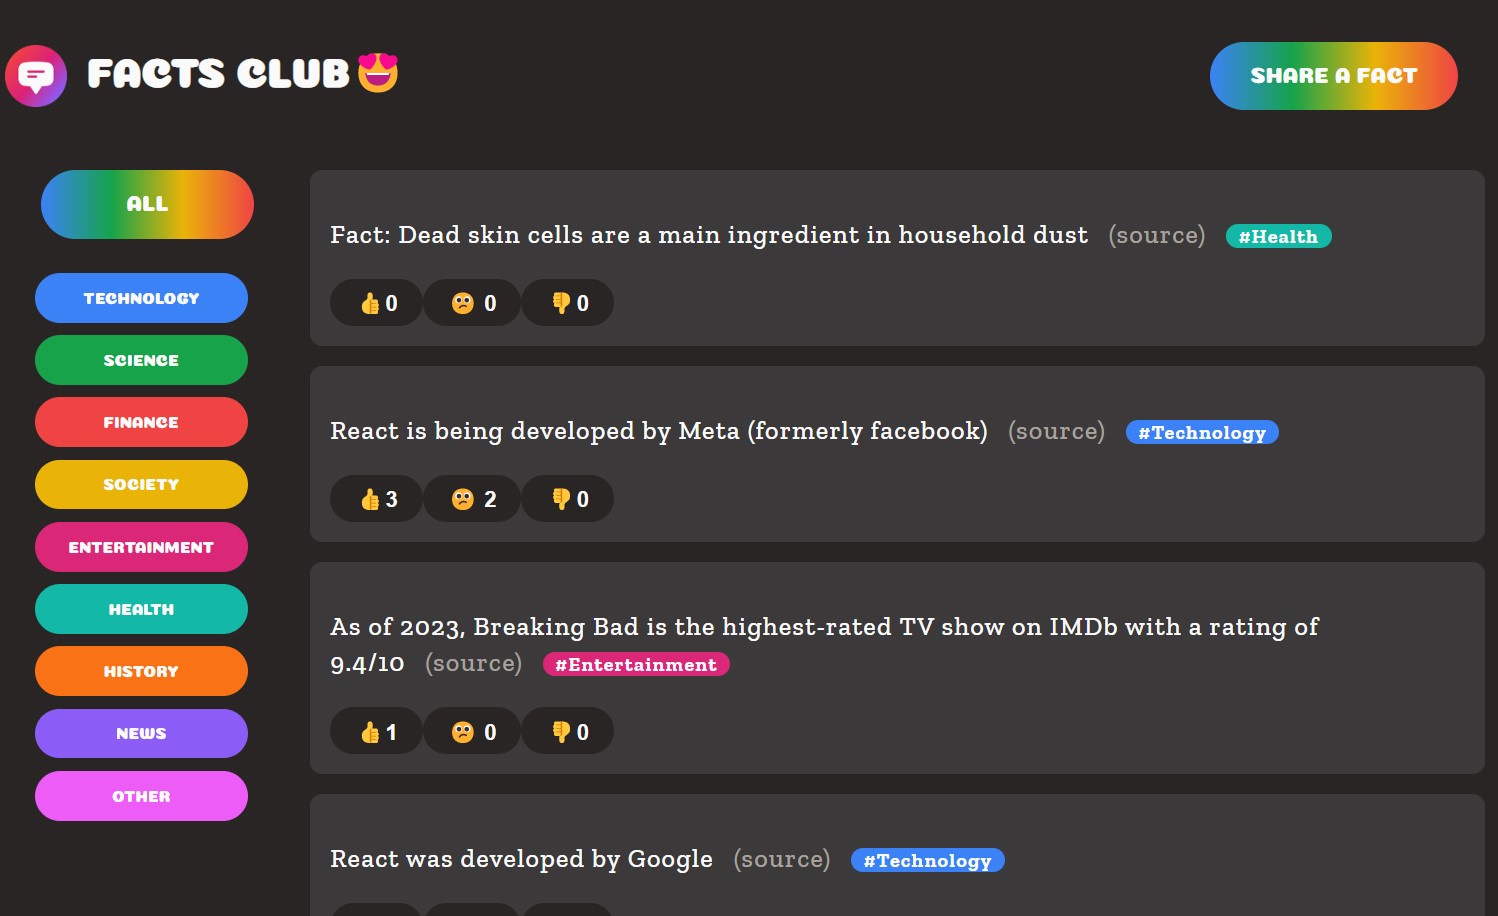 FACTS CLUB
SHARE A FACT
ALL
TECHNOLOGY
SCIENCE
FINANCE
SOCIETY
ENTERTAINMENT
HEALTH
HISTORY
NEWS
OTHER
Fact: Dead skin cells are a main ingredient in household dust (source) #Health
0 0 0
React is being developed by Meta (formerly facebook) (source) #Technology
3 2 0
As of 2023, Breaking Bad is the highest-rated TV show on IMDb with a rating of
9.4/10 (source) #Entertainment
1 0 0
React was developed by Google (source) #Technology